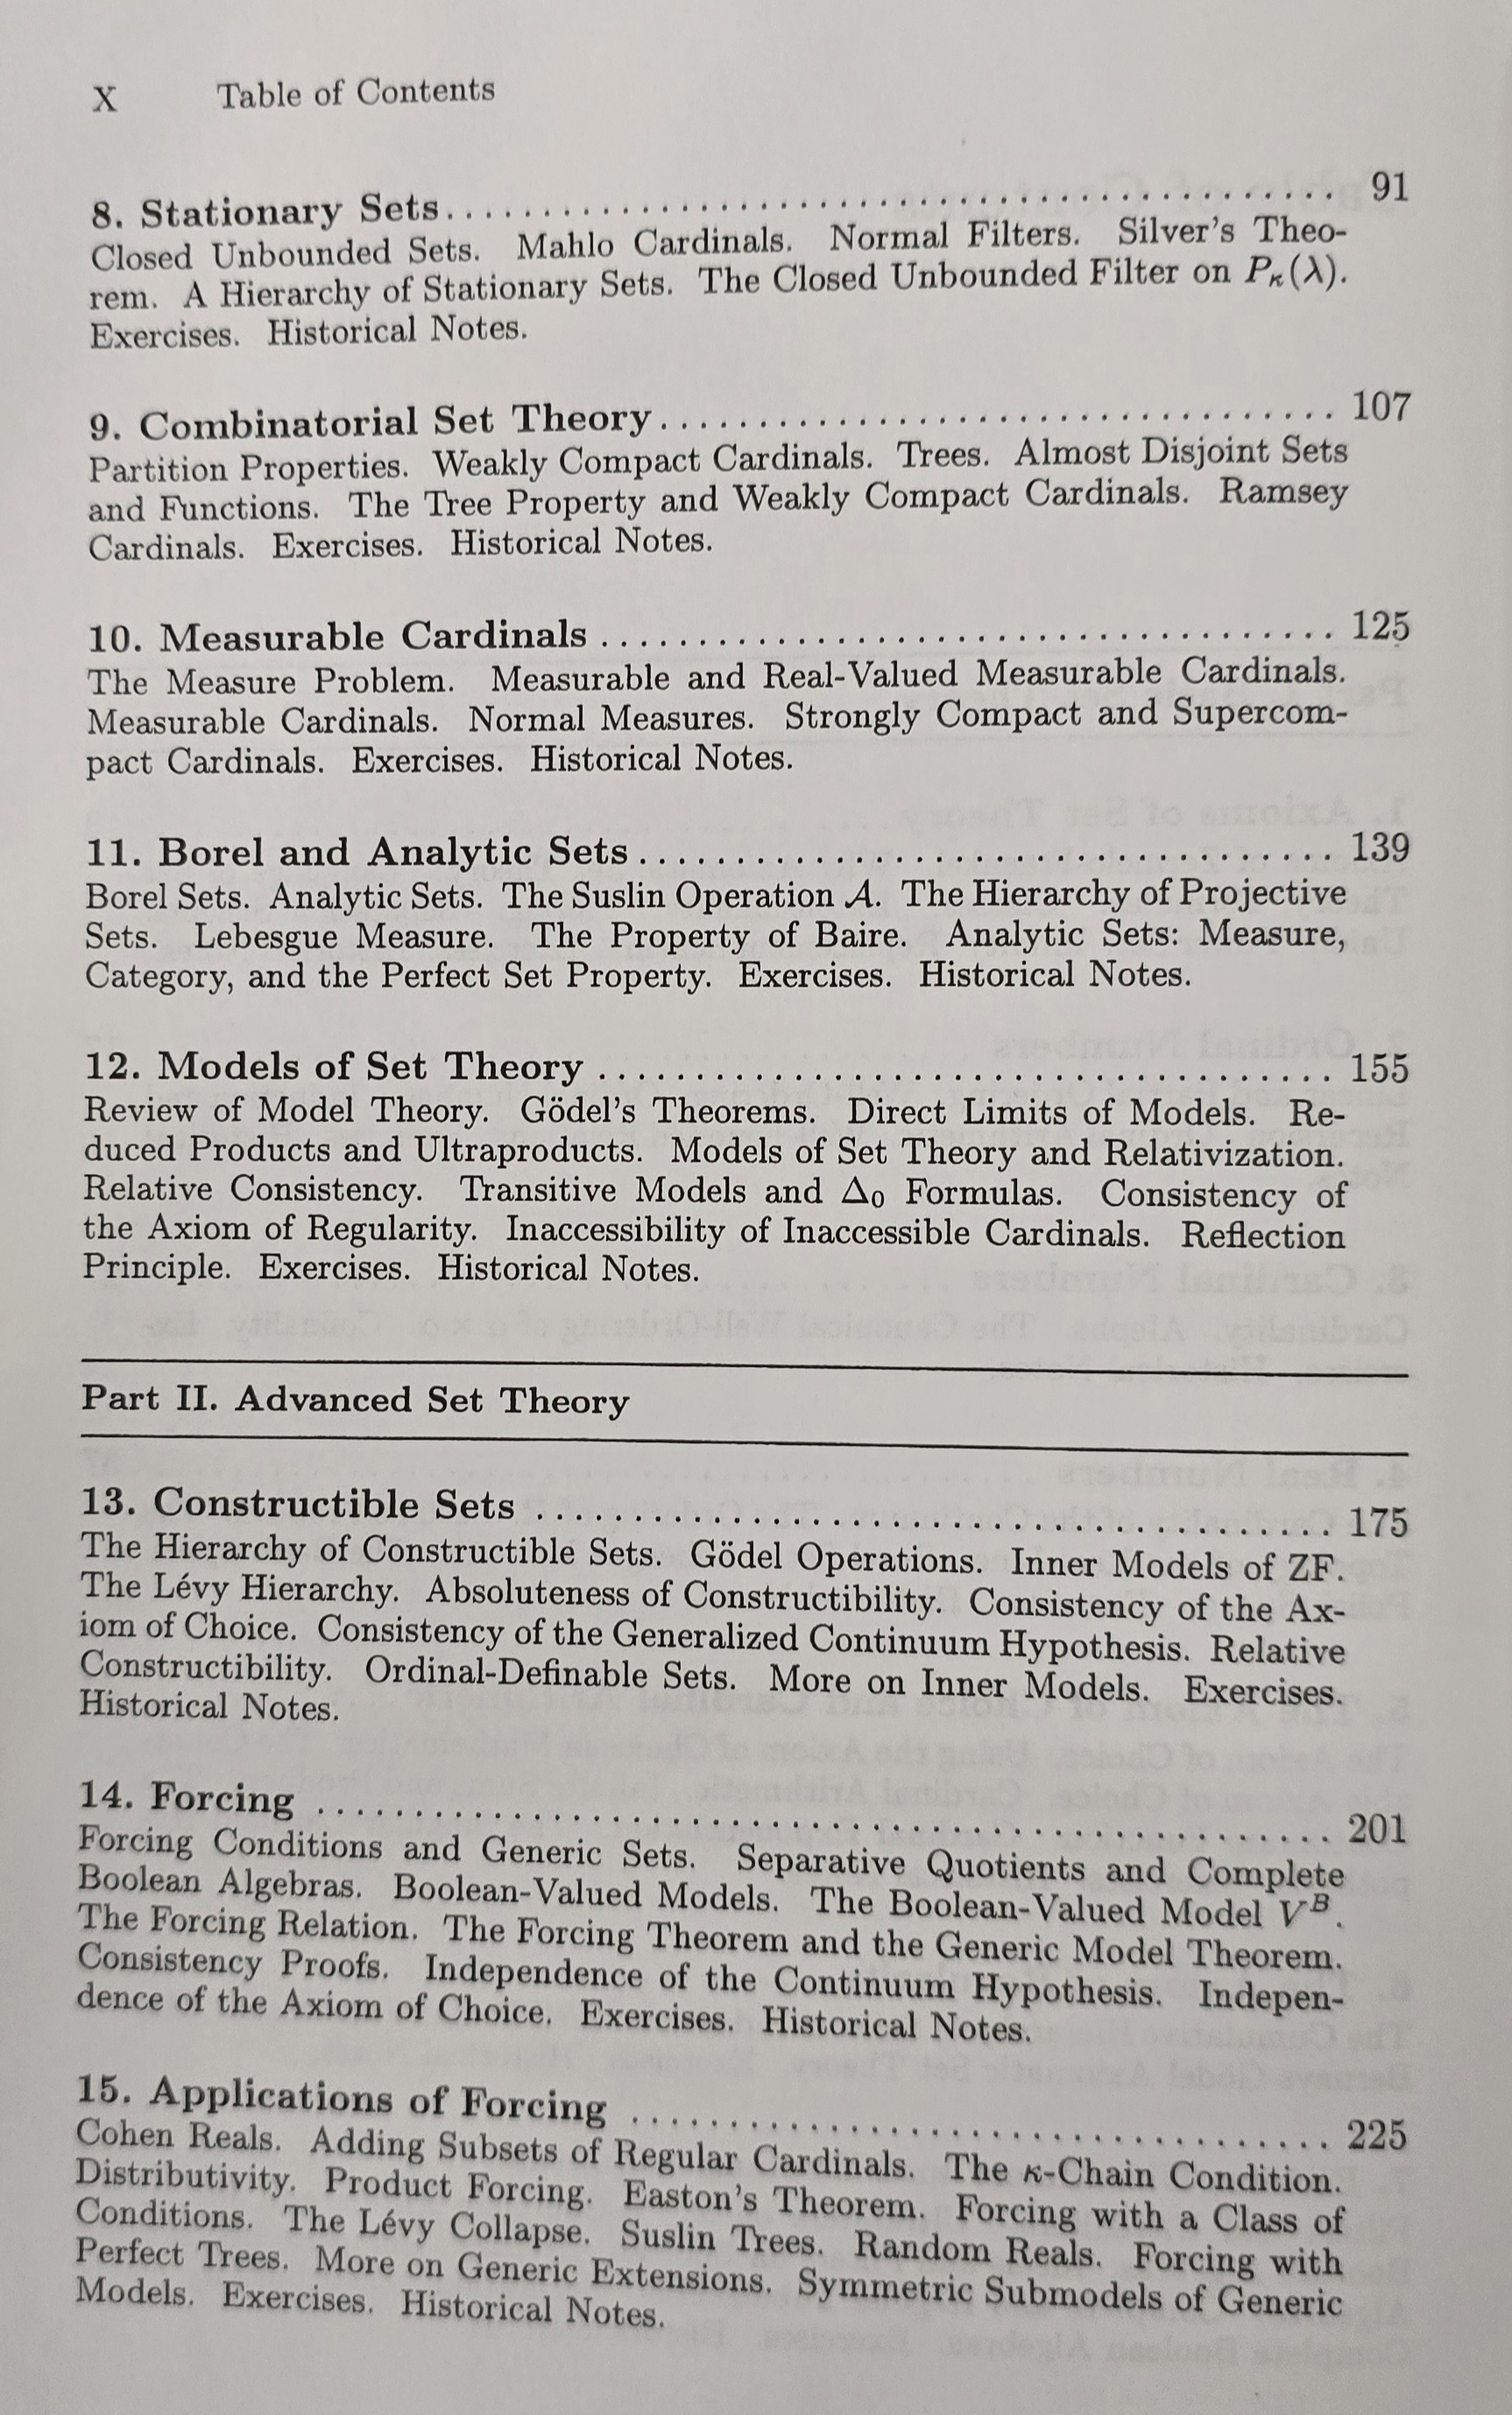 X Table of Contents
8. Stationary Sets . . . . . . . . . . . . . . . . . . . . . . . . . . . . . . . . . . . . . . 91
Closed Unbounded Sets. Mahlo Cardinals. Normal Filters. Silver's Theo-
rem. A Hierarchy of Stationary Sets. The Closed Unbounded Filter on Pκ(λ).
Exercises. Historical Notes.
9. Combinatorial Set Theory . . . . . . . . . . . . . . . . . . . . . . . . . . . . . 107
Partition Properties. Weakly Compact Cardinals. Trees. Almost Disjoint Sets
and Functions. The Tree Property and Weakly Compact Cardinals. Ramsey
Cardinals. Exercises. Historical Notes.
10. Measurable Cardinals . . . . . . . . . . . . . . . . . . . . . . . . . . . . . . . . 125
The Measure Problem. Measurable and Real-Valued Measurable Cardinals.
Measurable Cardinals. Normal Measures. Strongly Compact and Supercom-
pact Cardinals. Exercises. Historical Notes.
11. Borel and Analytic Sets . . . . . . . . . . . . . . . . . . . . . . . . . . . . . . 139
Borel Sets. Analytic Sets. The Suslin Operation 𝒜. The Hierarchy of Projective
Sets. Lebesgue Measure. The Property of Baire. Analytic Sets: Measure,
Category, and the Perfect Set Property. Exercises. Historical Notes.
12. Models of Set Theory . . . . . . . . . . . . . . . . . . . . . . . . . . . . . . . . 155
Review of Model Theory. Gödel's Theorems. Direct Limits of Models. Re-
duced Products and Ultraproducts. Models of Set Theory and Relativization.
Relative Consistency. Transitive Models and Δ₀ Formulas. Consistency of
the Axiom of Regularity. Inaccessibility of Inaccessible Cardinals. Reflection
Principle. Exercises. Historical Notes.
Part II. Advanced Set Theory
13. Constructible Sets . . . . . . . . . . . . . . . . . . . . . . . . . . . . . . . . . . 175
The Hierarchy of Constructible Sets. Gödel Operations. Inner Models of ZF.
The Lévy Hierarchy. Absoluteness of Constructibility. Consistency of the Ax-
iom of Choice. Consistency of the Generalized Continuum Hypothesis. Relative
Constructibility. Ordinal-Definable Sets. More on Inner Models. Exercises.
Historical Notes.
14. Forcing . . . . . . . . . . . . . . . . . . . . . . . . . . . . . . . . . . . . . . . . . . . 201
Forcing Conditions and Generic Sets. Separative Quotients and Complete
Boolean Algebras. Boolean-Valued Models. The Boolean-Valued Model Vᴮ.
The Forcing Relation. The Forcing Theorem and the Generic Model Theorem.
Consistency Proofs. Independence of the Continuum Hypothesis. Indepen-
dence of the Axiom of Choice. Exercises. Historical Notes.
15. Applications of Forcing . . . . . . . . . . . . . . . . . . . . . . . . . . . . . . 225
Cohen Reals. Adding Subsets of Regular Cardinals. The κ-Chain Condition.
Distributivity. Product Forcing. Easton's Theorem. Forcing with a Class of
Conditions. The Lévy Collapse. Suslin Trees. Random Reals. Forcing with
Perfect Trees. More on Generic Extensions. Symmetric Submodels of Generic
Models. Exercises. Historical Notes.